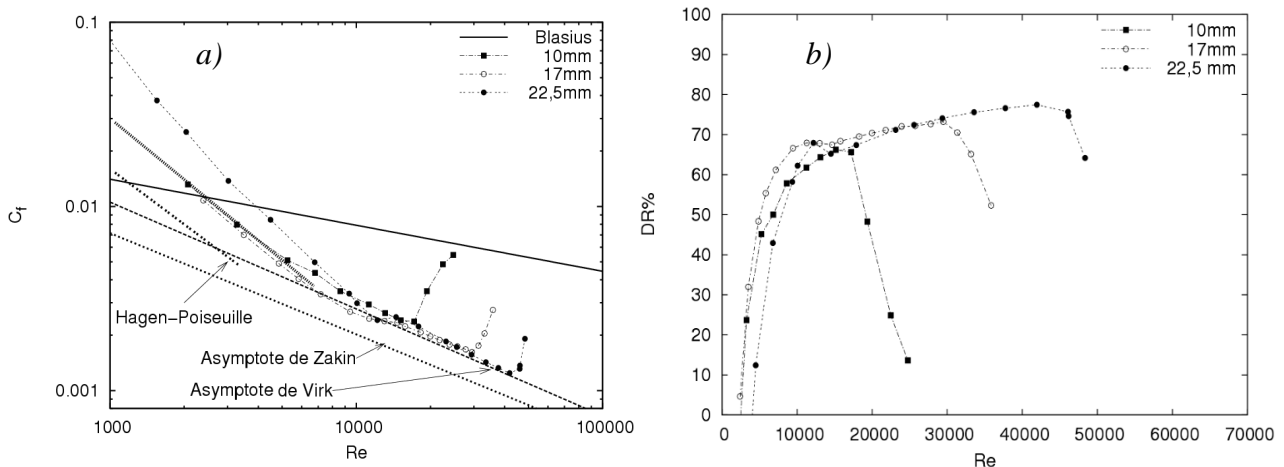 a)
Blasius
10mm
17mm
22,5mm
Hagen-Poiseuille
Asymptote de Zakin
Asymptote de Virk
0.1
0.01
0.001
Cf
1000 10000 100000
Re
b)
10mm
17mm
22,5 mm
100
90
80
70
60
50
40
30
20
10
0
DR%
0 10000 20000 30000 40000 50000 60000 70000
Re